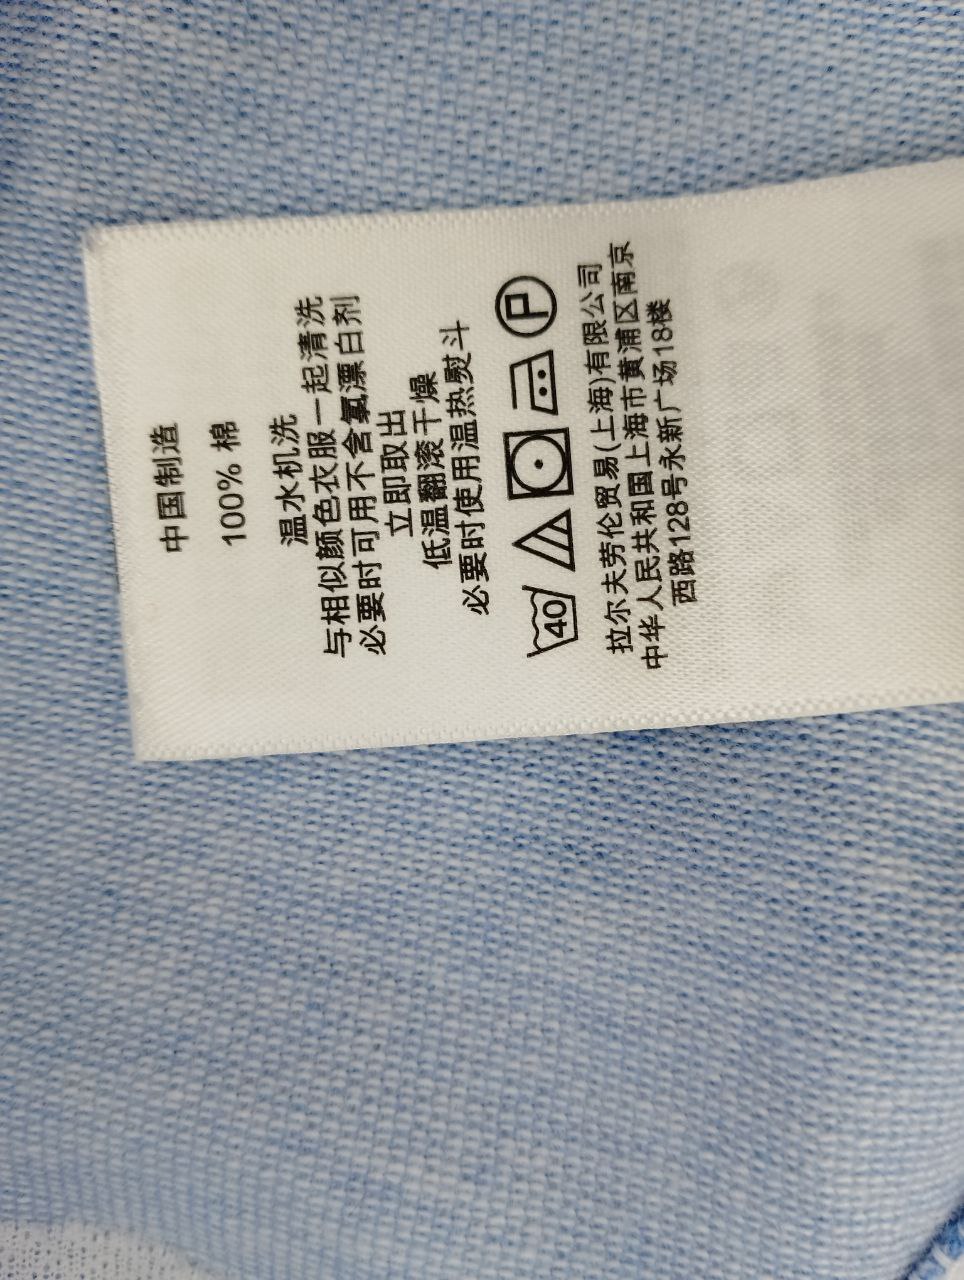 中国制造
100% 棉
温水机洗
与相似颜色衣服一起清洗
必要时可用不含氯漂白剂
立即取出
低温翻滚干燥
必要时使用温热熨斗
40 P
拉尔夫劳伦贸易(上海)有限公司
中华人民共和国上海市黄浦区南京
西路128号永新广场18楼